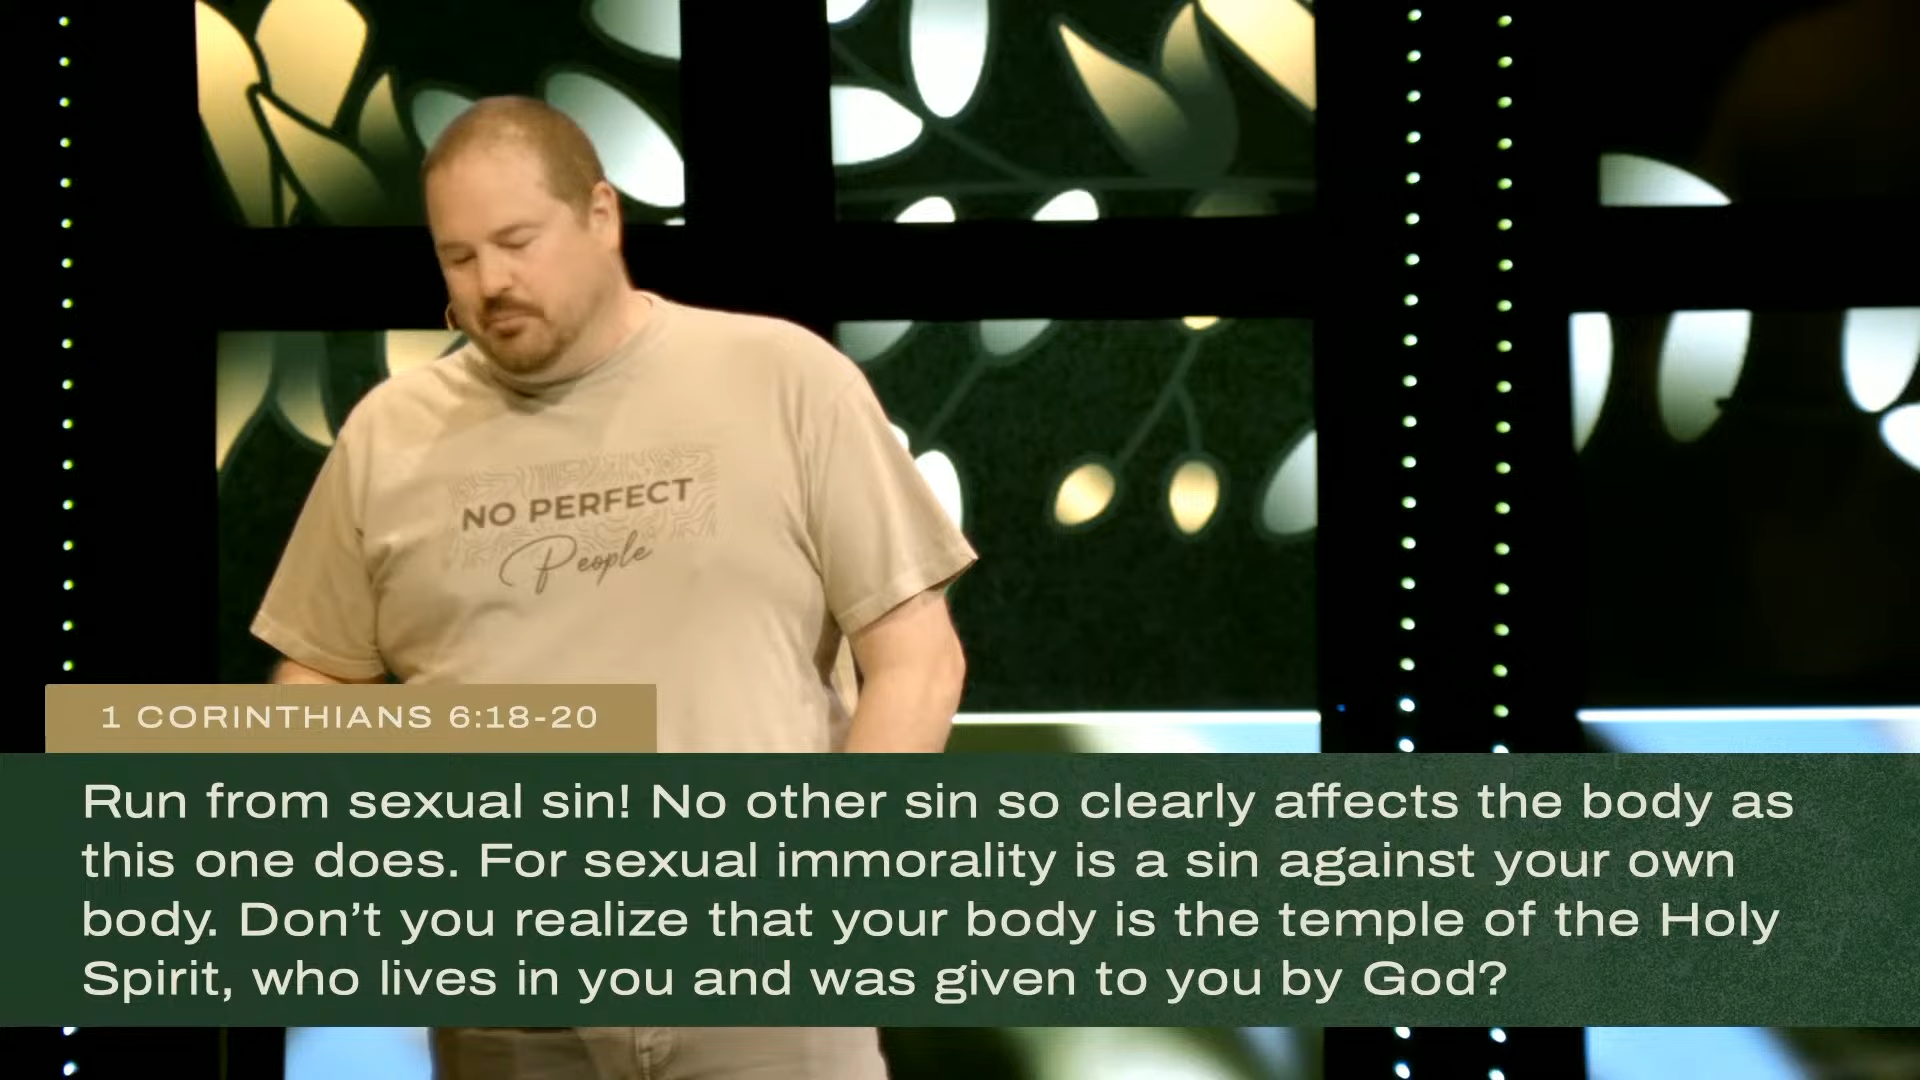 NO PERFECT
People
1 CORINTHIANS 6:18-20
Run from sexual sin! No other sin so clearly affects the body as
this one does. For sexual immorality is a sin against your own
body. Don’t you realize that your body is the temple of the Holy
Spirit, who lives in you and was given to you by God?